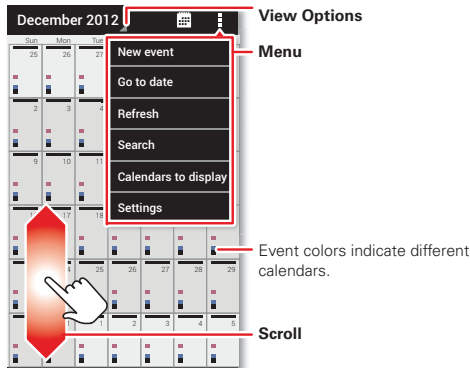 December 2012
View Options
Sun Mon Tue
Menu
New event
Go to date
Refresh
Search
Calendars to display
Settings
25 26 27
2 3 4
9 10 11
17 18
Event colors indicate different
calendars.
25 26 27 28 29
1 2 3 4 5
Scroll